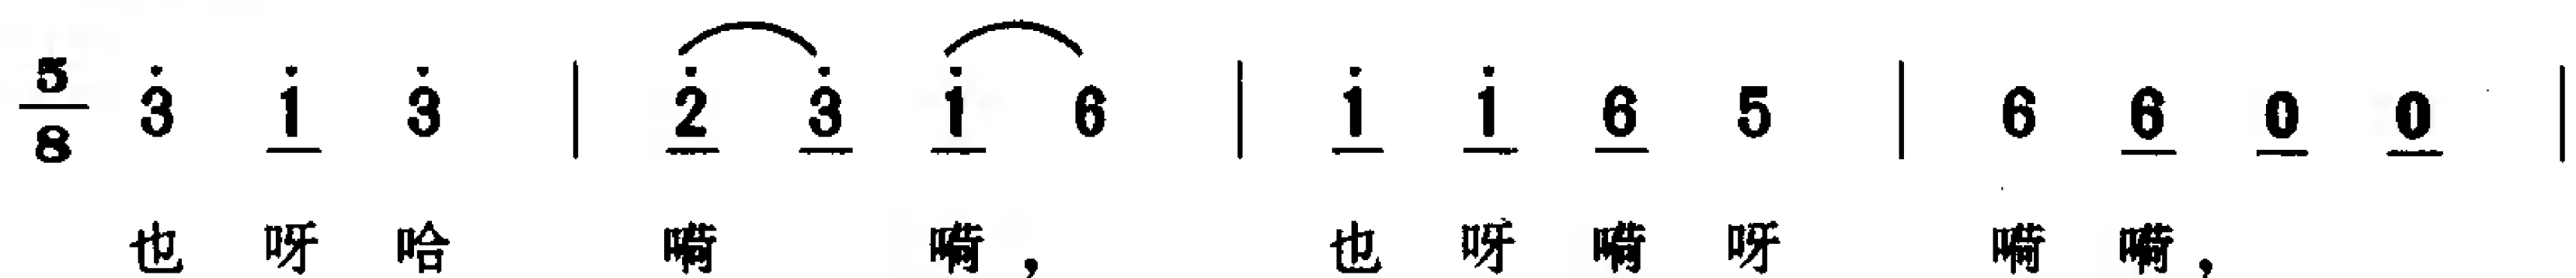 5/8 3̇ 1̇ 3̇ | 2̇ 3̇ 1̇ 6 | 1̇ 1̇ 6 5 | 6 6 0 0 |
也 呀 哈 嗬 嗬， 也 呀 嗬 呀 嗬 嗬，